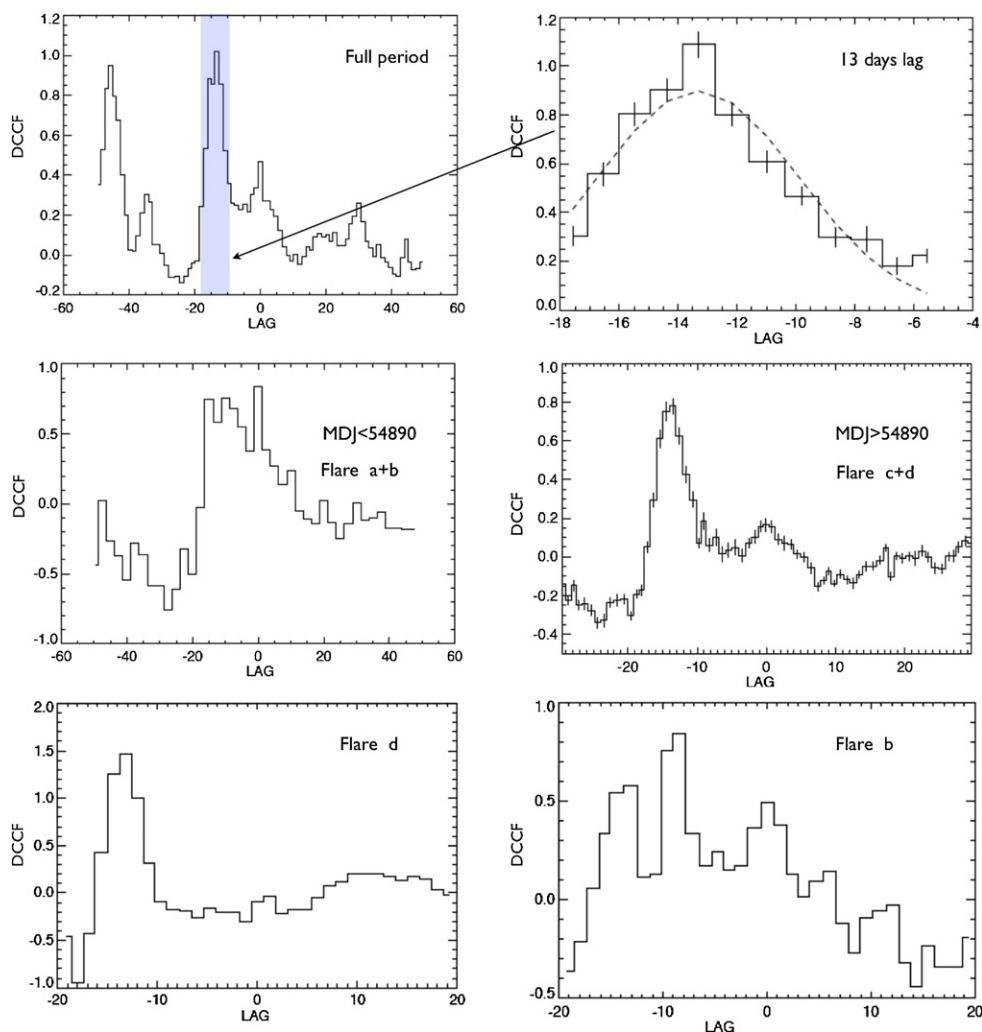 1.2
1.0
0.8
0.6
0.4
0.2
0.0
-0.2
DCCF
Full period
-60 -40 -20 0 20 40 60
LAG
1.2
1.0
0.8
0.6
0.4
0.2
0.0
DCCF
13 days lag
-18 -16 -14 -12 -10 -8 -6 -4
LAG
1.0
0.5
0.0
-0.5
-1.0
DCCF
MDJ<54890
Flare a+b
-60 -40 -20 0 20 40 60
LAG
1.0
0.8
0.6
0.4
0.2
0.0
-0.2
-0.4
DCCF
MDJ>54890
Flare c+d
-20 -10 0 10 20
LAG
2.0
1.5
1.0
0.5
0.0
-0.5
-1.0
DCCF
Flare d
-20 -10 0 10 20
LAG
1.0
0.5
0.0
-0.5
DCCF
Flare b
-20 -10 0 10 20
LAG